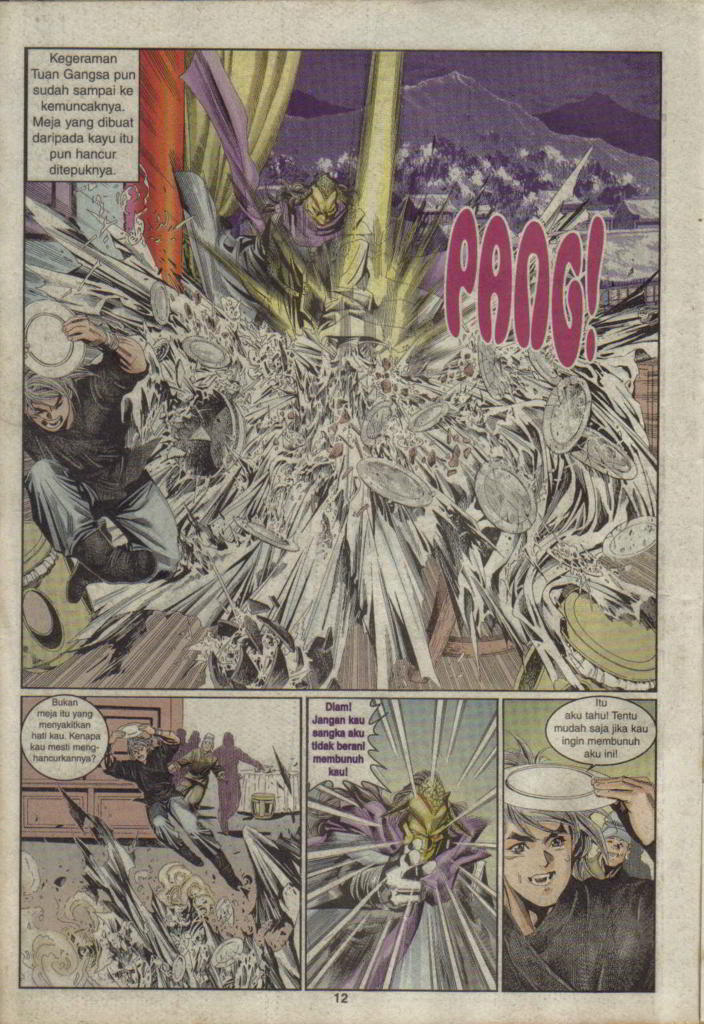 Kegeraman
Tuan Gangsa pun
sudah sampai ke
kemuncaknya.
Meja yang dibuat
daripada kayu itu
pun hancur
ditepuknya.
PANG!
Bukan
meja itu yang
menyakitkan
hati kau. Kenapa
kau mesti meng-
hancurkannya?
Diam!
Jangan kau
sangka aku
tidak berani
membunuh
kau!
Itu
aku tahu! Tentu
mudah saja jika kau
ingin membunuh
aku ini!
12